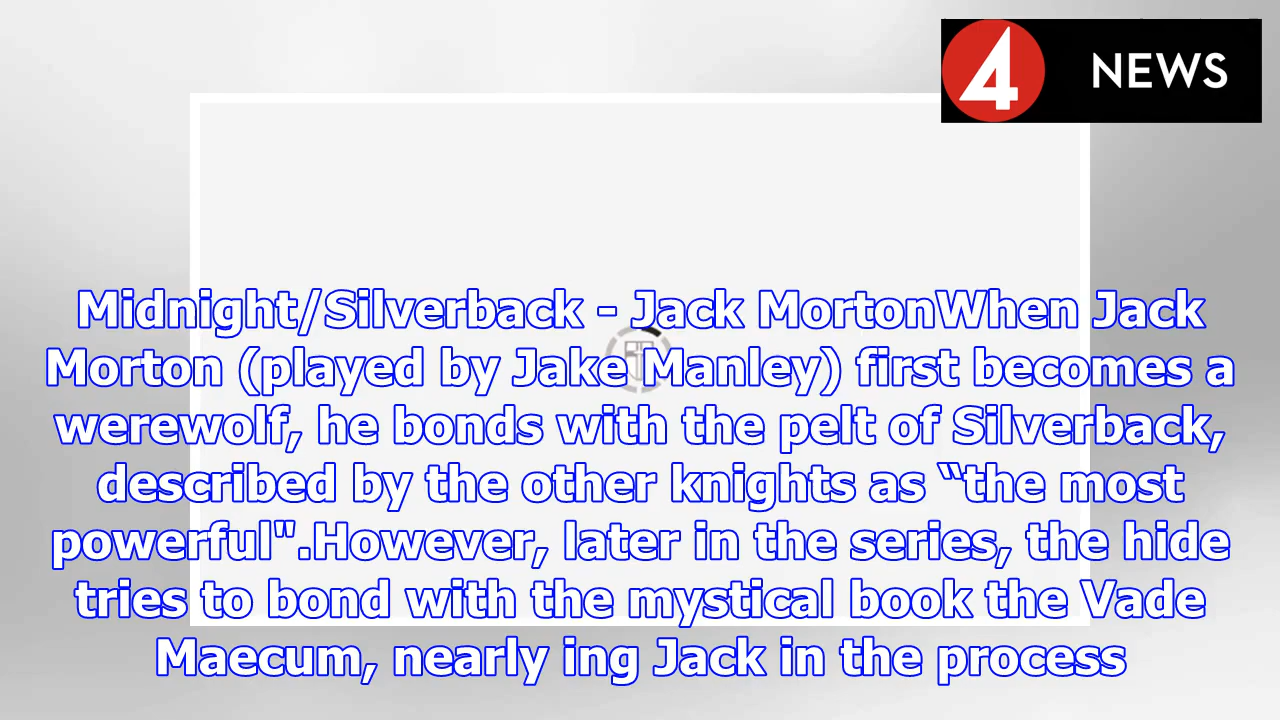 4 NEWS
Midnight/Silverback - Jack MortonWhen Jack
Morton (played by Jake Manley) first becomes a
werewolf, he bonds with the pelt of Silverback,
described by the other knights as “the most
powerful".However, later in the series, the hide
tries to bond with the mystical book the Vade
Maecum, nearly ing Jack in the process